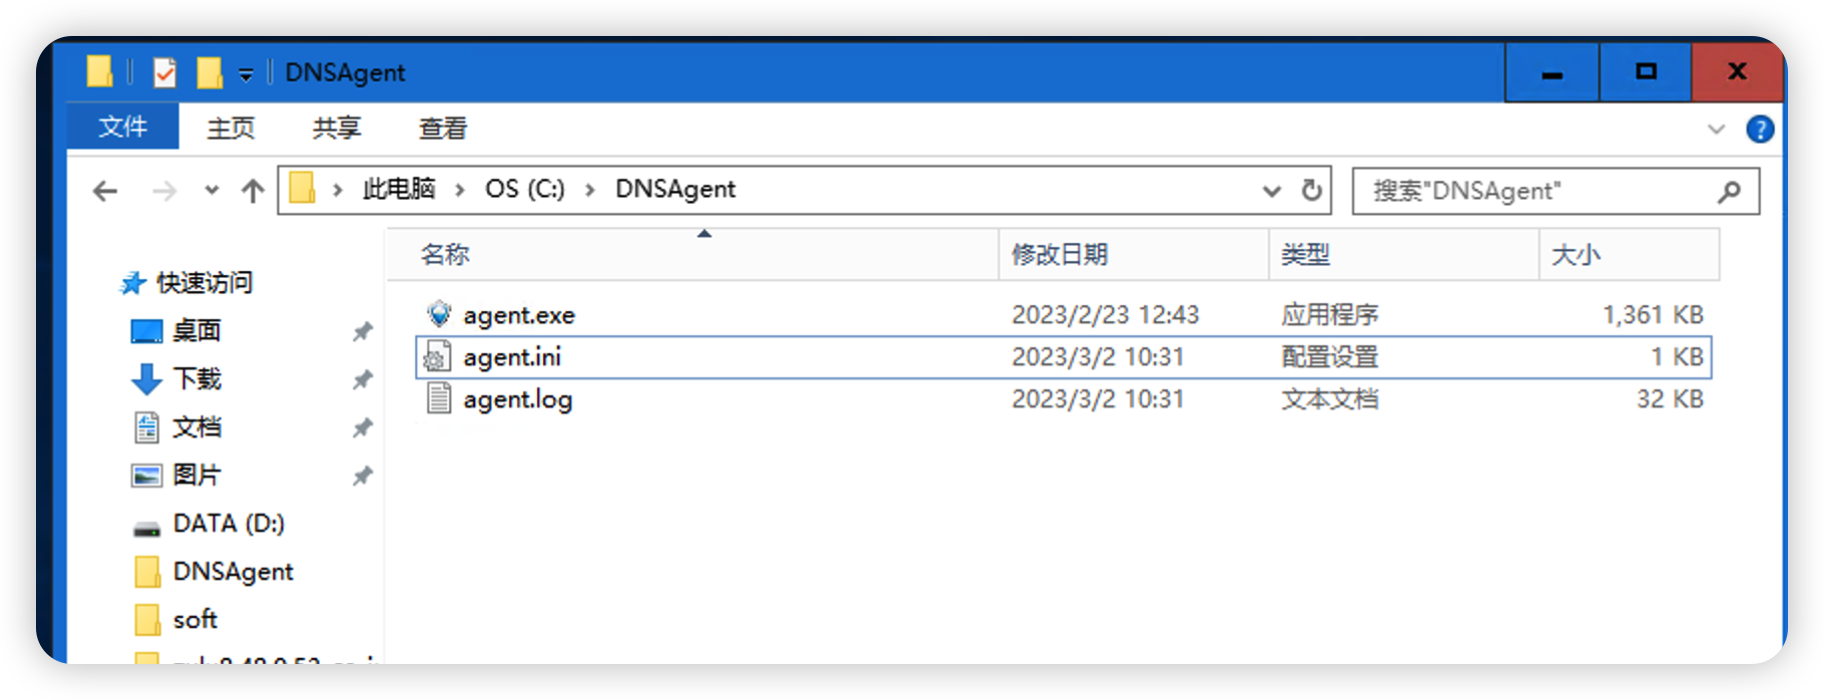 DNSAgent
文件 主页 共享 查看
此电脑 OS (C:) DNSAgent 搜索"DNSAgent"
名称 修改日期 类型 大小
快速访问
桌面
下载
文档
图片
DATA (D:)
DNSAgent
soft
agent.exe 2023/2/23 12:43 应用程序 1,361 KB
agent.ini 2023/3/2 10:31 配置设置 1 KB
agent.log 2023/3/2 10:31 文本文档 32 KB